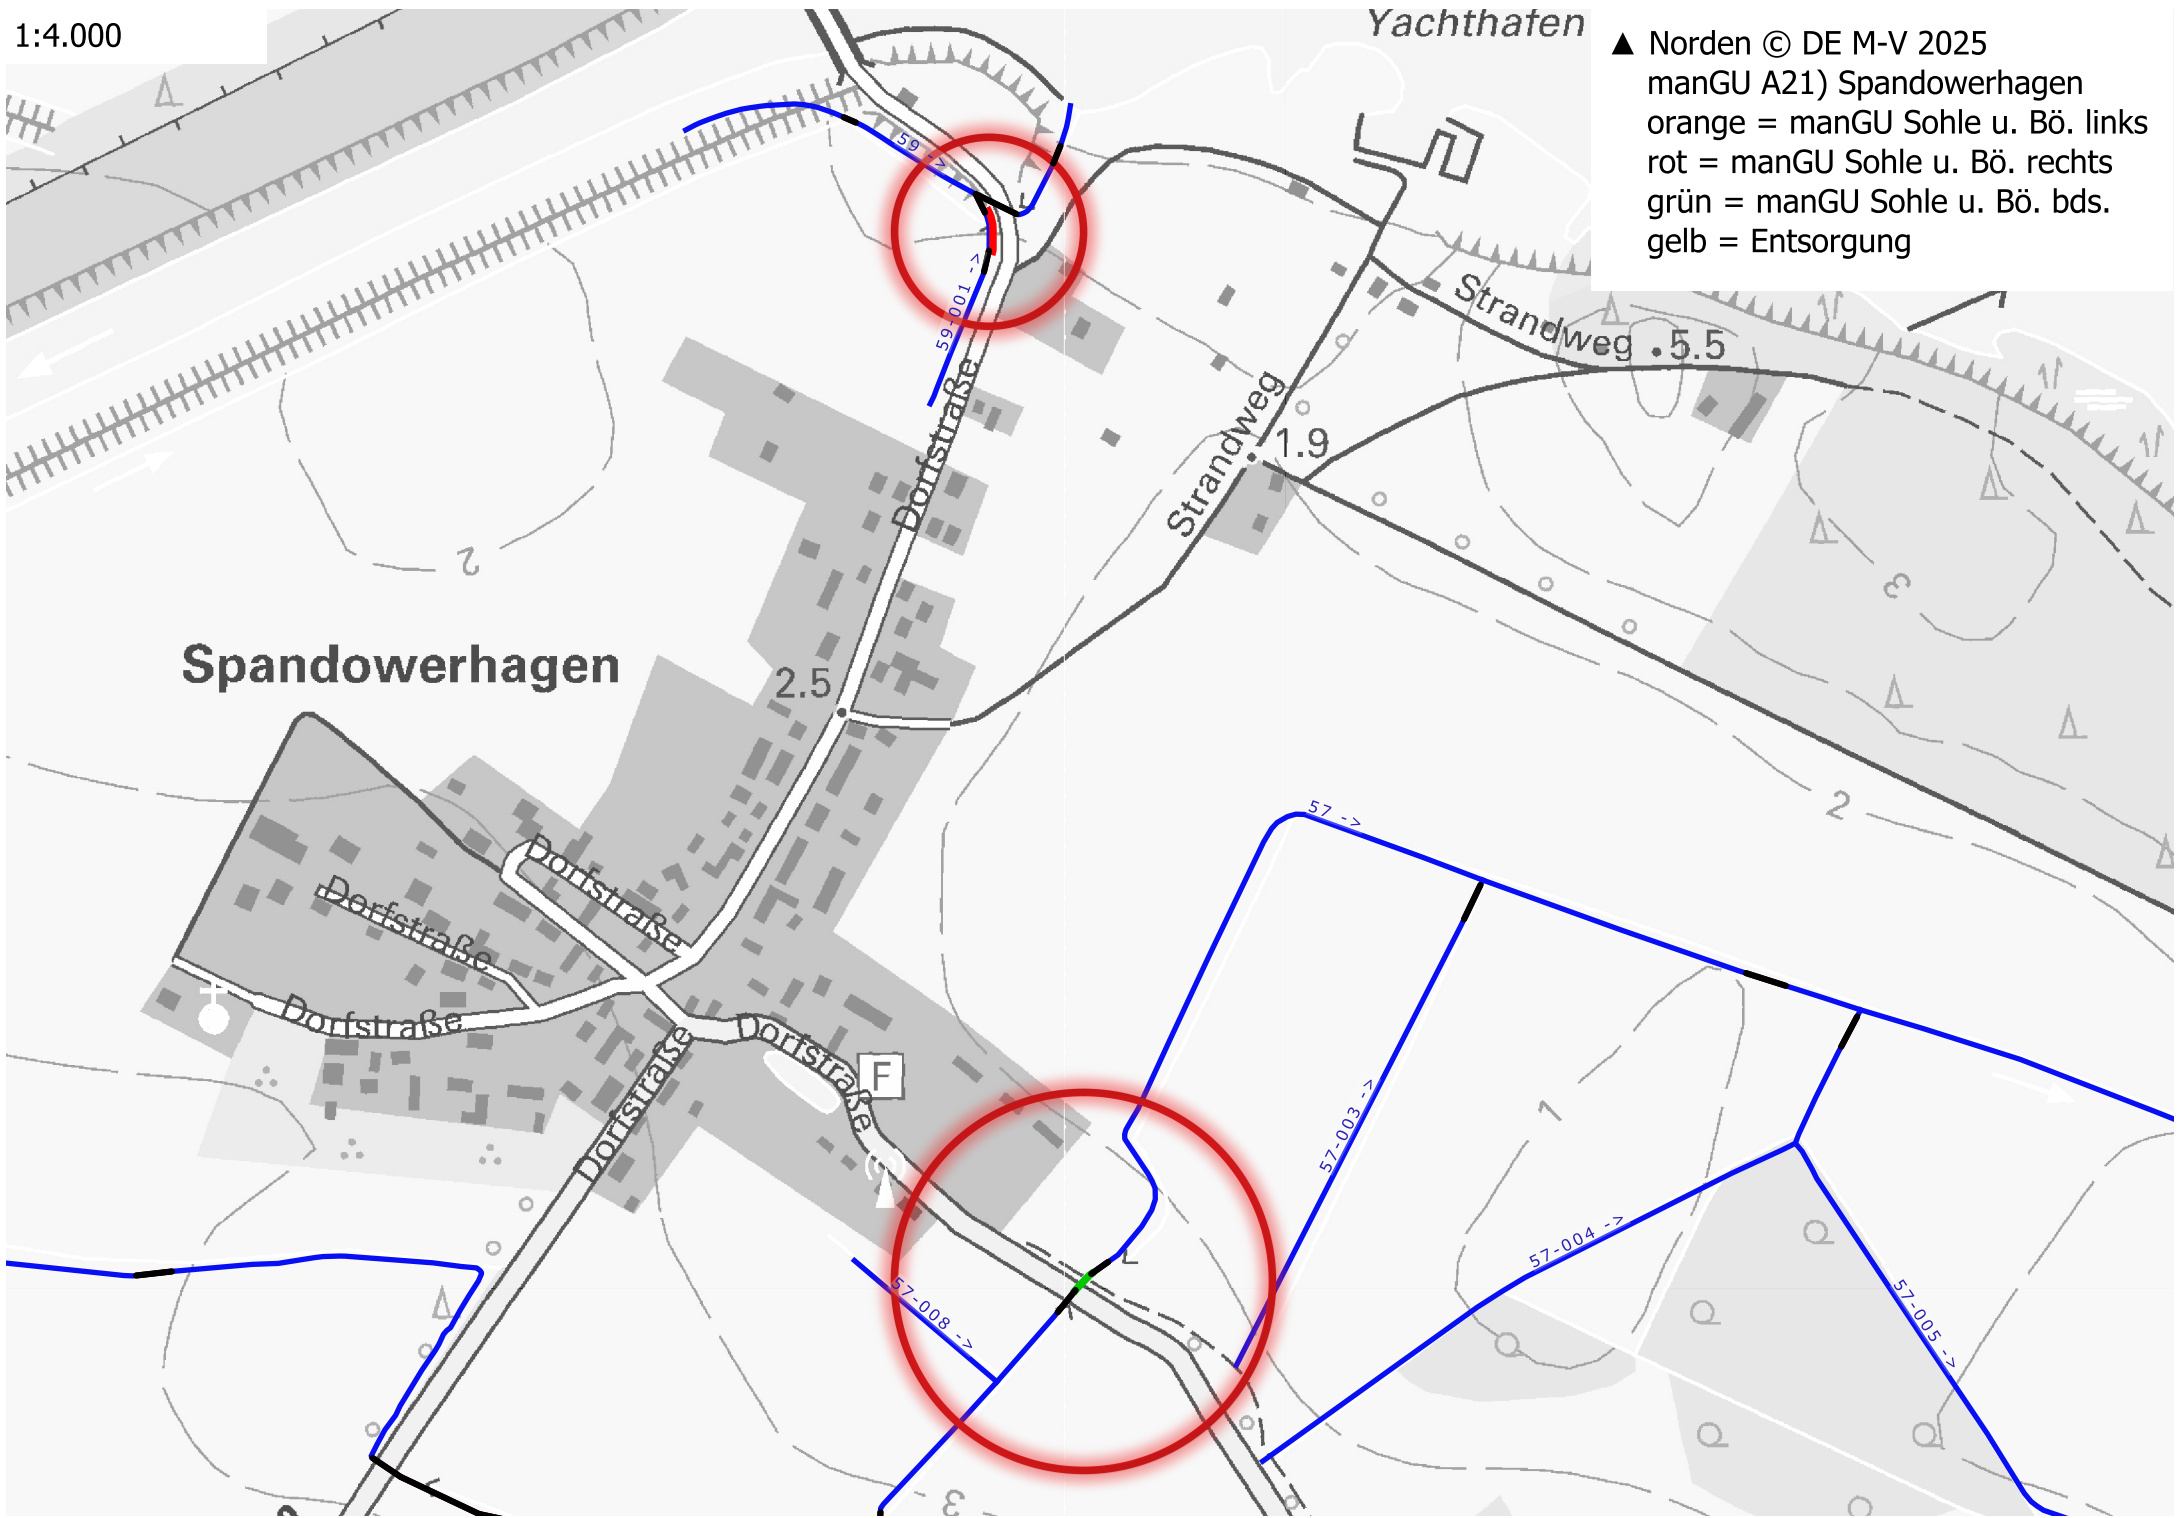 1:4.000
Yachthafen
▲ Norden © DE M-V 2025
manGU A21) Spandowerhagen
orange = manGU Sohle u. Bö. links
rot = manGU Sohle u. Bö. rechts
grün = manGU Sohle u. Bö. bds.
gelb = Entsorgung
59 ->
59-001 ->
Strandweg
5.5
Dorfstraße
Strandweg
1.9
2
3
Spandowerhagen
2.5
2
57 ->
Dorfstraße
Dorfstraße
Dorfstraße
Dorfstraße
Dorfstraße
F
57-003 ->
1
57-004 ->
57-005 ->
57-008 ->
3